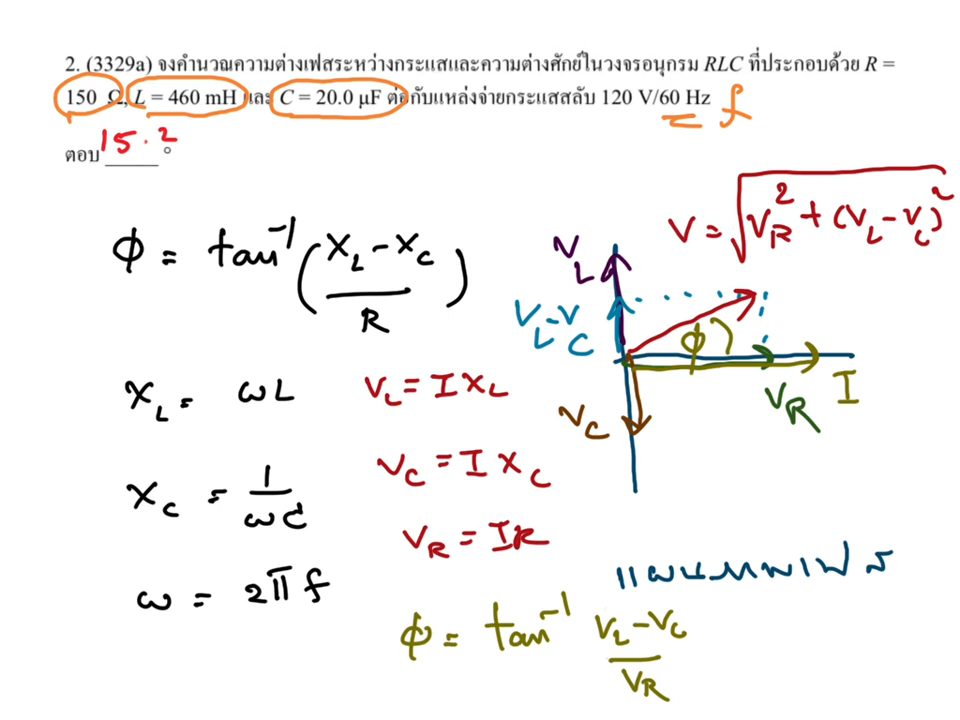 2. (3329a) จงคำนวณความต่างเฟสระหว่างกระแสและความต่างศักย์ในวงจรอนุกรม RLC ที่ประกอบด้วย R =
150 Ω, L = 460 mH และ C = 20.0 μF ต่อกับแหล่งจ่ายกระแสสลับ 120 V/60 Hz f
ตอบ 15.2 °
V = √(V_R² + (V_L - V_C)²)
ϕ = tan⁻¹ ((X_L - X_C) / R)
V_L
V_L - V_C
ϕ
I
V_R
V_C
X_L = ωL
V_L = I X_L
X_C = 1/ωC
V_C = I X_C
V_R = IR
ω = 2πf
แผนภาพเฟส
ϕ = tan⁻¹ (V_L - V_C) / V_R